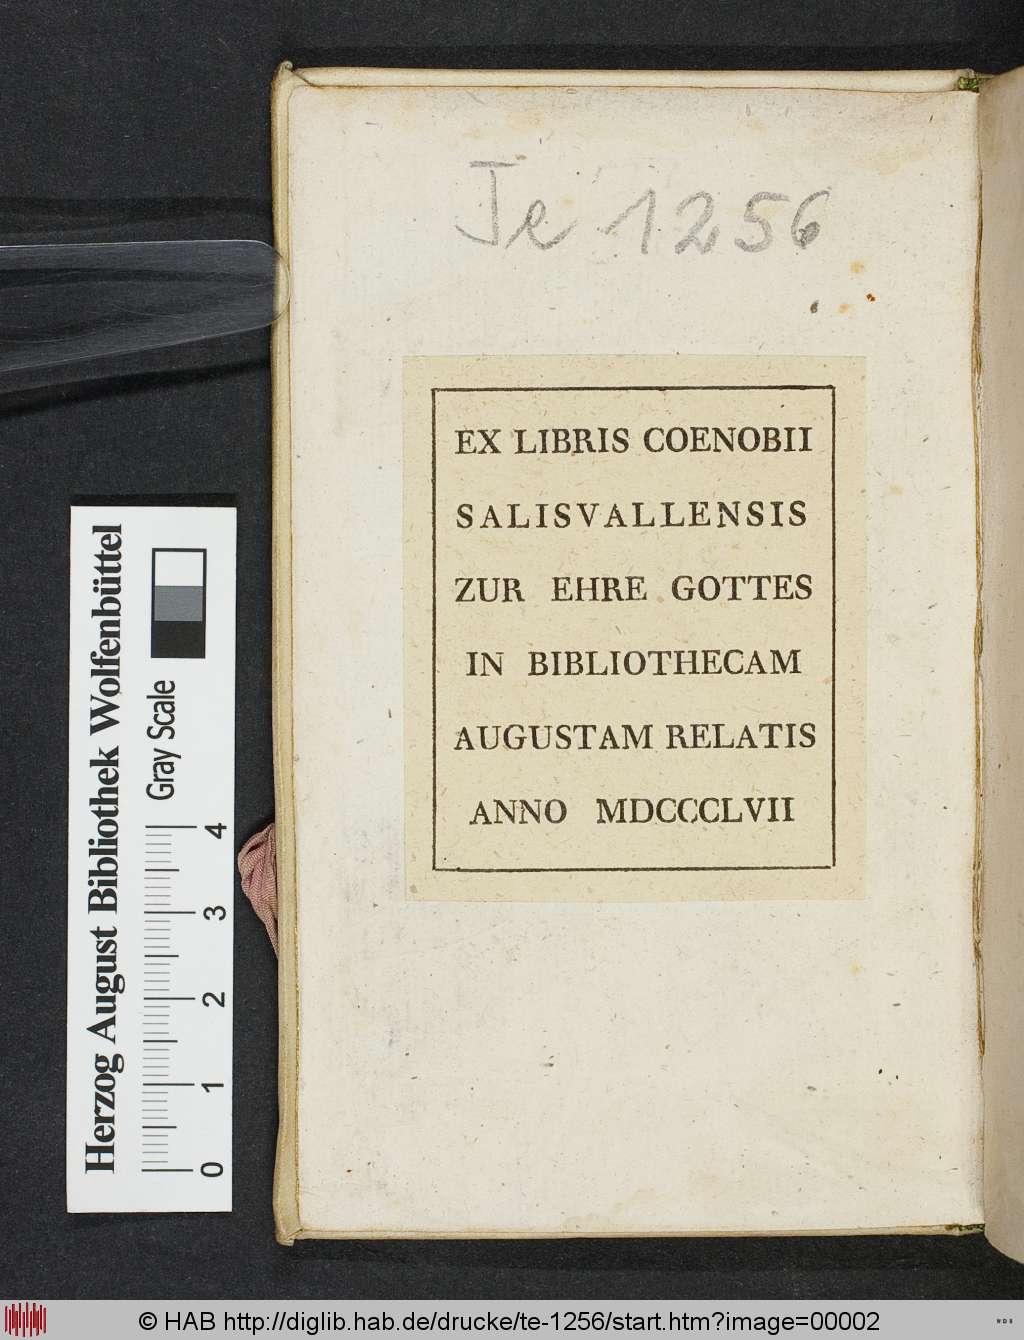 Te 1256
EX LIBRIS COENOBII
SALISVALLENSIS
ZUR EHRE GOTTES
IN BIBLIOTHECAM
AUGUSTAM RELATIS
ANNO MDCCCLVII
Herzog August Bibliothek Wolfenbüttel
Gray Scale
4
3
2
1
0
© HAB http://diglib.hab.de/drucke/te-1256/start.htm?image=00002